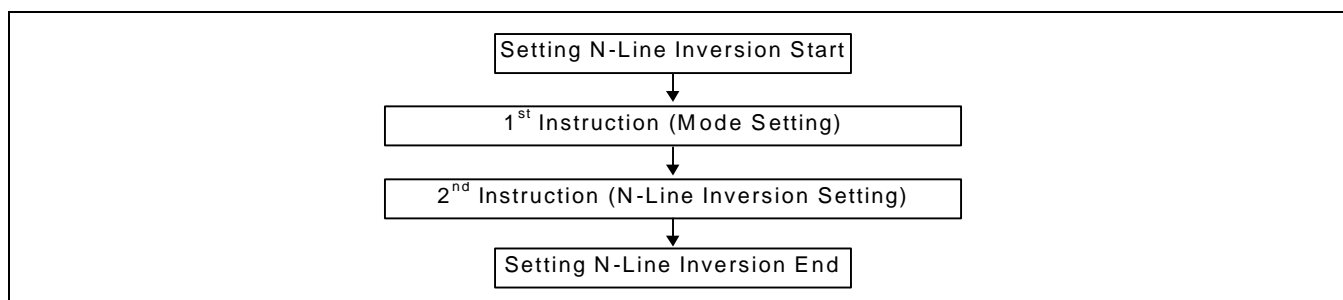 Setting N-Line Inversion Start
1st Instruction (Mode Setting)
2nd Instruction (N-Line Inversion Setting)
Setting N-Line Inversion End